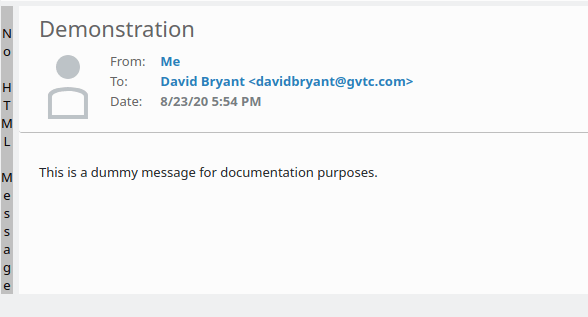 No HTML Message
Demonstration
From: Me
To: David Bryant <davidbryant@gvtc.com>
Date: 8/23/20 5:54 PM
This is a dummy message for documentation purposes.